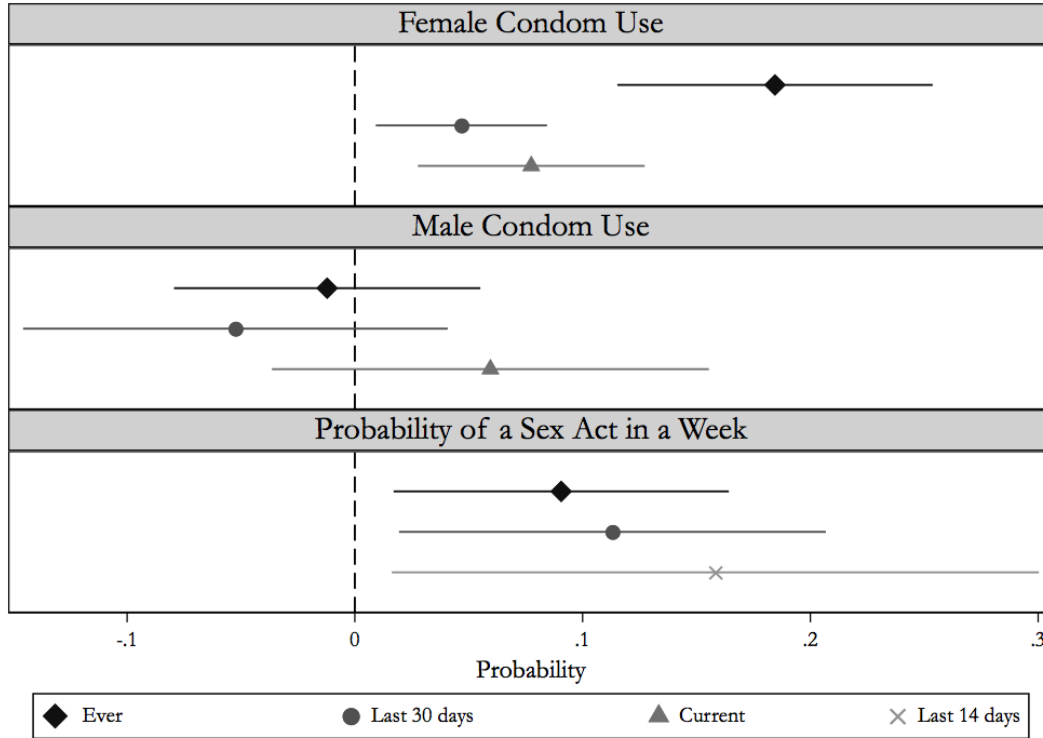 Female Condom Use
Male Condom Use
Probability of a Sex Act in a Week
-.1 0 .1 .2 .3
Probability
Ever Last 30 days Current Last 14 days